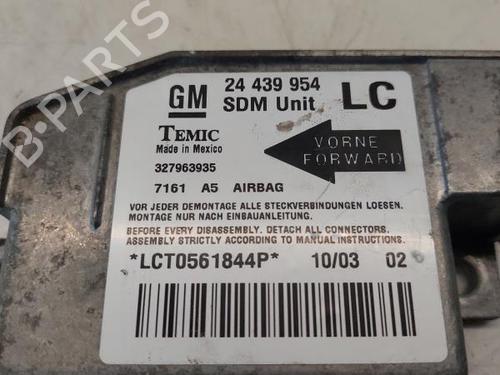 GM
24 439 954
SDM Unit
LC
TEMIC
Made in Mexico
327963935
VORNE
FORWARD
7161 A5 AIRBAG
VOR JEDER DEMONTAGE ALLE STECKVERBINDUNGEN LOESEN.
MONTAGE NUR NACH EINBAUANLEITUNG.
BEFORE EVERY DISASSEMBLY. DETACH ALL CONNECTORS.
ASSEMBLY STRICTLY ACCORDING TO MANUAL INSTRUCTIONS.
*LCT0561844P* 10/03 02
B-PARTS